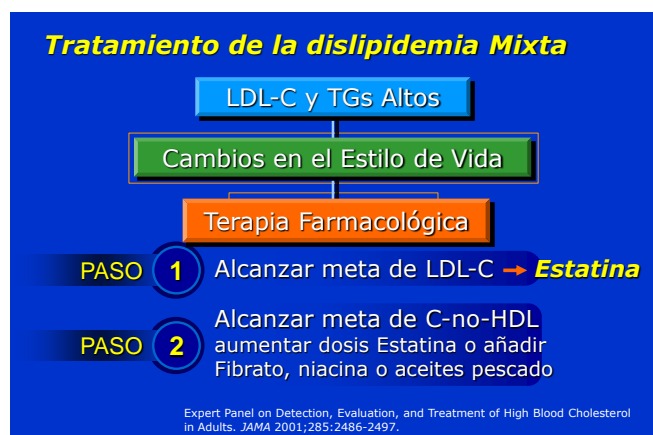 Tratamiento de la dislipidemia Mixta
LDL-C y TGs Altos
Cambios en el Estilo de Vida
Terapia Farmacológica
PASO 1 Alcanzar meta de LDL-C → Estatina
PASO 2 Alcanzar meta de C-no-HDL
aumentar dosis Estatina o añadir
Fibrato, niacina o aceites pescado
Expert Panel on Detection, Evaluation, and Treatment of High Blood Cholesterol
in Adults. JAMA 2001;285:2486-2497.